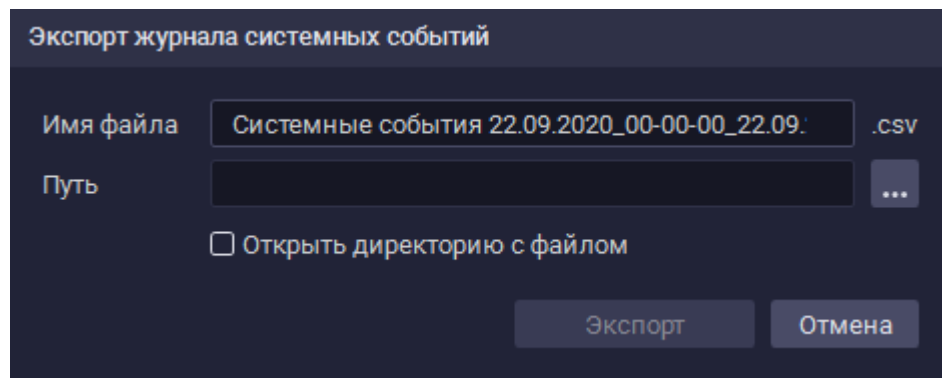 Экспорт журнала системных событий
Имя файла Системные события 22.09.2020_00-00-00_22.09. .csv
Путь ...
Открыть директорию с файлом
Экспорт Отмена